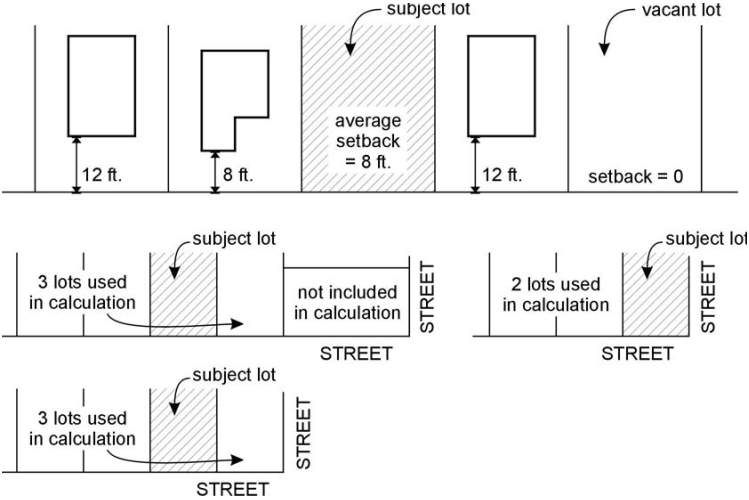 subject lot
vacant lot
average
setback
= 8 ft.
12 ft.
8 ft.
12 ft.
setback = 0
subject lot
3 lots used
in calculation
not included
in calculation
STREET
STREET
subject lot
2 lots used
in calculation
STREET
STREET
subject lot
3 lots used
in calculation
STREET
STREET